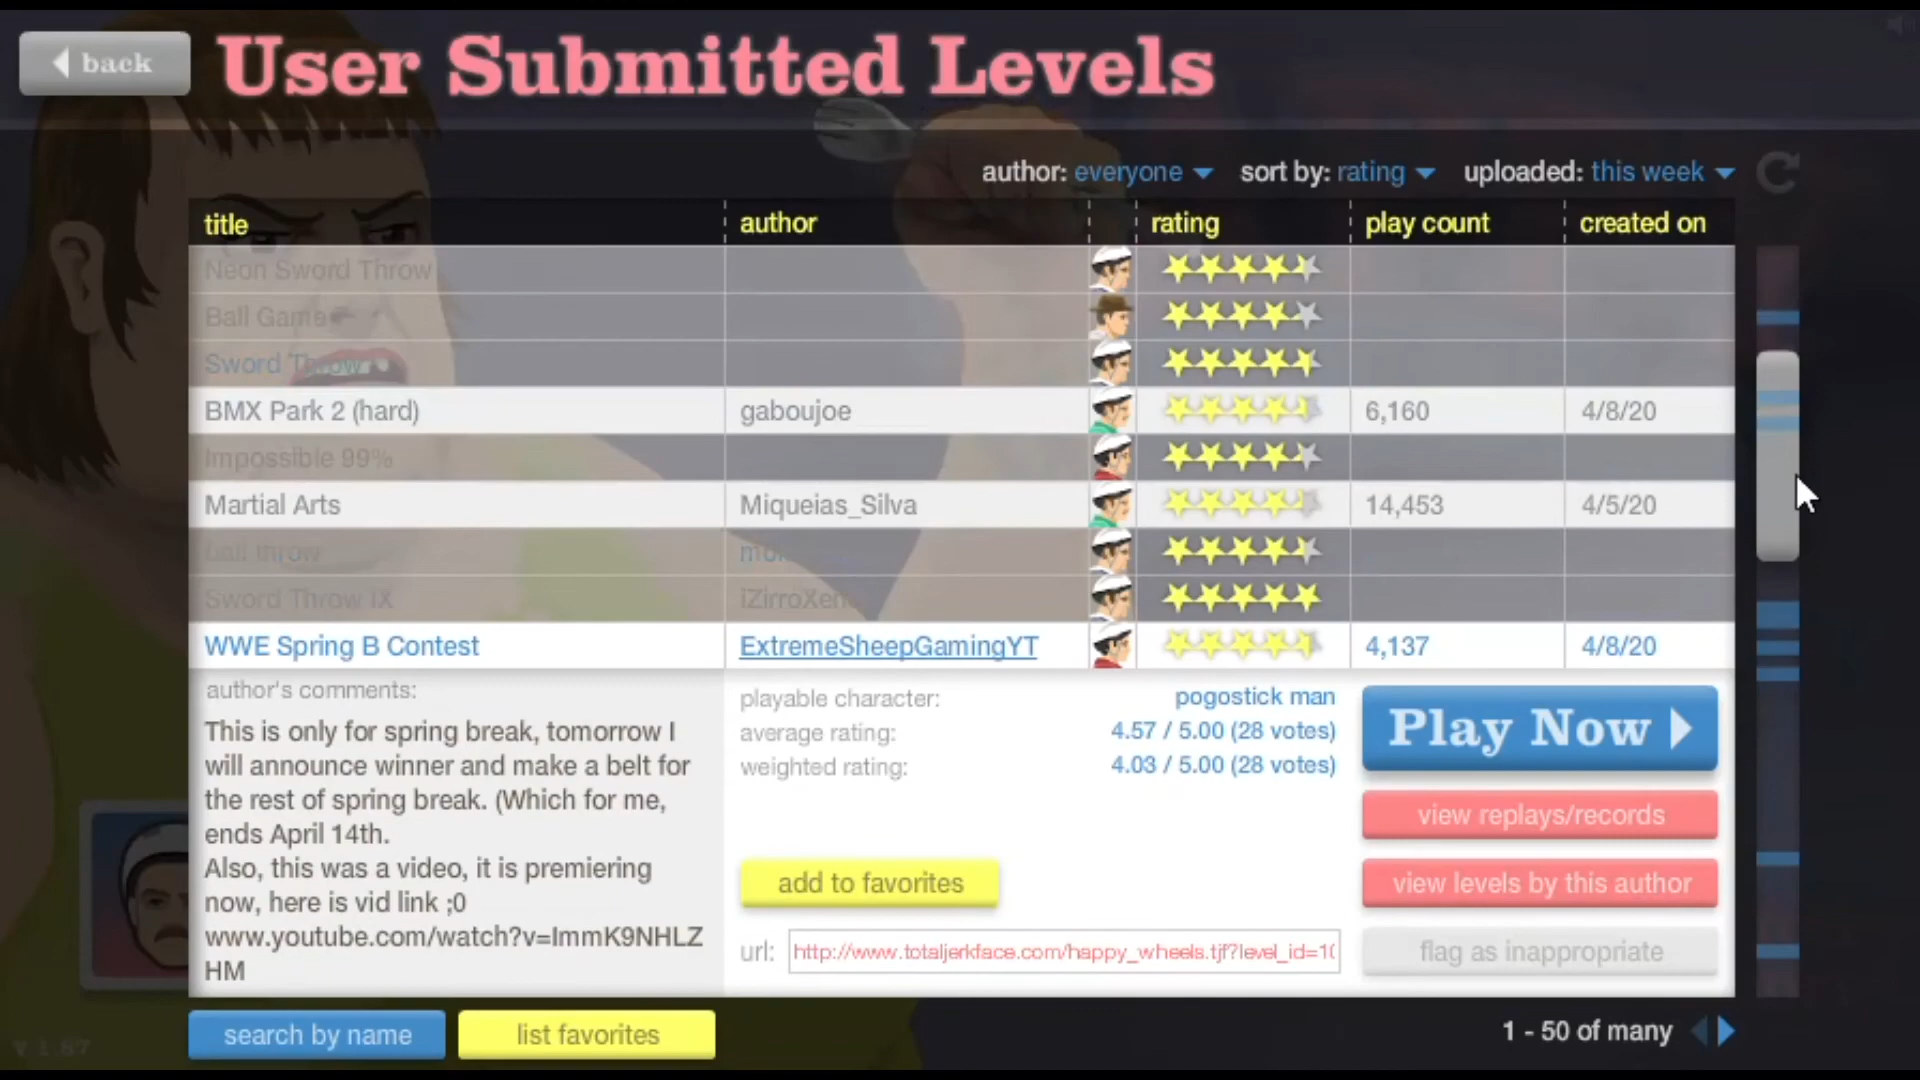 back
User Submitted Levels
author: everyone sort by: rating uploaded: this week
title author rating play count created on
Neon Sword Throw
Ball Game
Sword Throw
BMX Park 2 (hard) gaboujoe 6,160 4/8/20
Impossible 99%
Martial Arts Miqueias_Silva 14,453 4/5/20
ball throw
Sword Throw IX
WWE Spring B Contest ExtremeSheepGamingYT 4,137 4/8/20
author's comments:
This is only for spring break, tomorrow I
will announce winner and make a belt for
the rest of spring break. (Which for me,
ends April 14th.
Also, this was a video, it is premiering
now, here is vid link ;0
www.youtube.com/watch?v=ImmK9NHLZ
HM
playable character: pogostick man
average rating: 4.57 / 5.00 (28 votes)
weighted rating: 4.03 / 5.00 (28 votes)
add to favorites
url: http://www.totaljerkface.com/happy_wheels.tjf?level_id=1(
Play Now
view replays/records
view levels by this author
flag as inappropriate
search by name
list favorites
1 - 50 of many
v 1.87